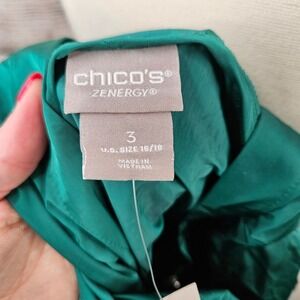 chico's®
ZENERGY®
3
U.S. SIZE 16/18
MADE IN
VIETNAM